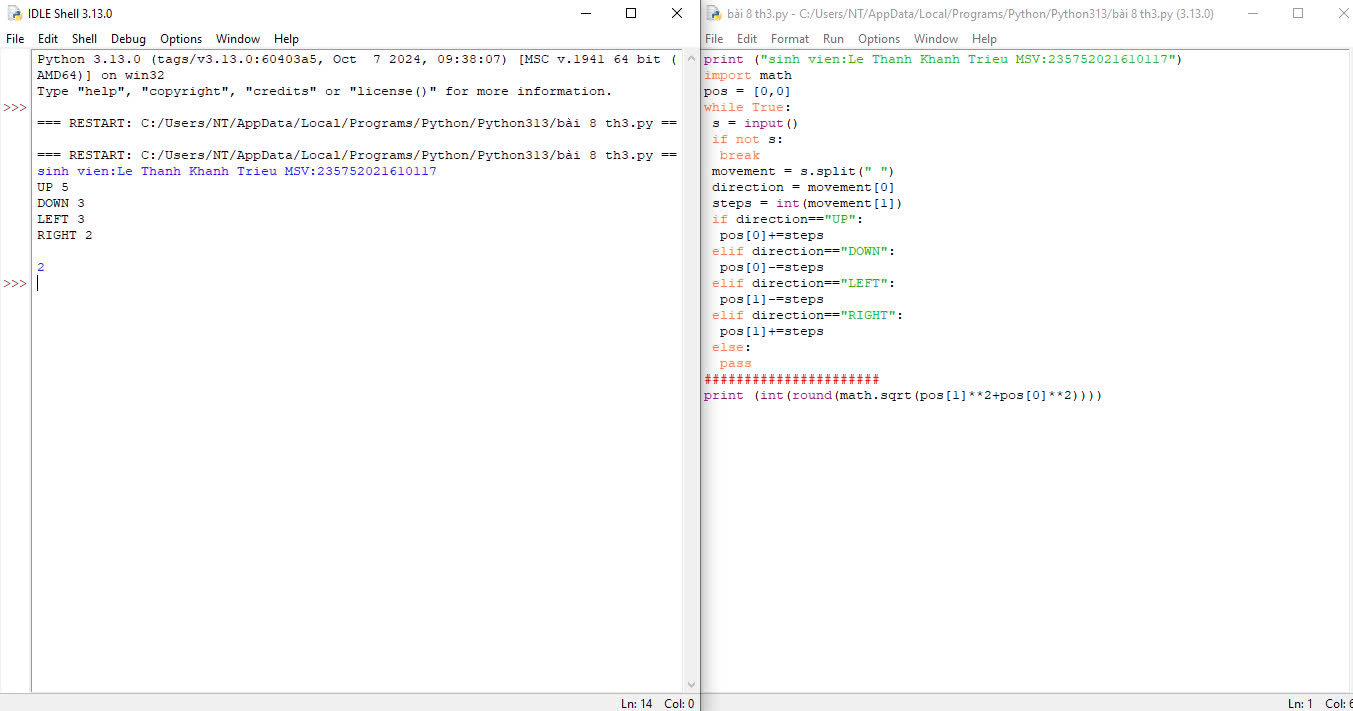 IDLE Shell 3.13.0
File Edit Shell Debug Options Window Help
Python 3.13.0 (tags/v3.13.0:60403a5, Oct  7 2024, 09:38:07) [MSC v.1941 64 bit (
AMD64)] on win32
Type "help", "copyright", "credits" or "license()" for more information.
>>>
=== RESTART: C:/Users/NT/AppData/Local/Programs/Python/Python313/bài 8 th3.py ==
=== RESTART: C:/Users/NT/AppData/Local/Programs/Python/Python313/bài 8 th3.py ==
sinh vien:Le Thanh Khanh Trieu MSV:235752021610117
UP 5
DOWN 3
LEFT 3
RIGHT 2
2
>>>
Ln: 14 Col: 0
bài 8 th3.py - C:/Users/NT/AppData/Local/Programs/Python/Python313/bài 8 th3.py (3.13.0)
File Edit Format Run Options Window Help
print ("sinh vien:Le Thanh Khanh Trieu MSV:235752021610117")
import math
pos = [0,0]
while True:
 s = input()
 if not s:
  break
 movement = s.split(" ")
 direction = movement[0]
 steps = int(movement[1])
 if direction=="UP":
  pos[0]+=steps
 elif direction=="DOWN":
  pos[0]-=steps
 elif direction=="LEFT":
  pos[1]-=steps
 elif direction=="RIGHT":
  pos[1]+=steps
 else:
  pass
######################
print (int(round(math.sqrt(pos[1]**2+pos[0]**2))))
Ln: 1 Col: 6